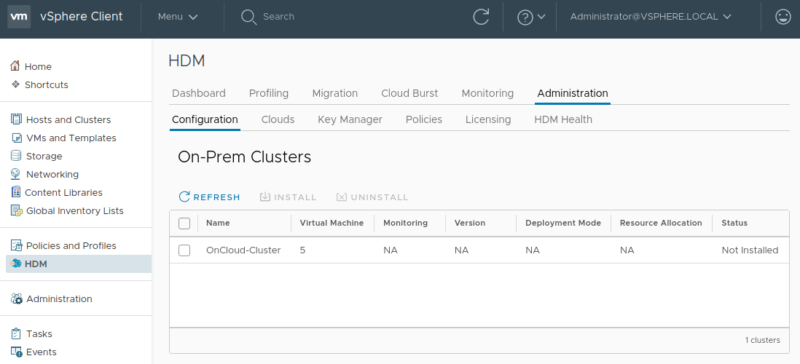 vm vSphere Client Menu Search Administrator@VSPHERE.LOCAL
Home
Shortcuts
Hosts and Clusters
VMs and Templates
Storage
Networking
Content Libraries
Global Inventory Lists
Policies and Profiles
HDM
Administration
Tasks
Events
HDM
Dashboard Profiling Migration Cloud Burst Monitoring Administration
Configuration Clouds Key Manager Policies Licensing HDM Health
On-Prem Clusters
REFRESH INSTALL UNINSTALL
Name Virtual Machine Monitoring Version Deployment Mode Resource Allocation Status
OnCloud-Cluster 5 NA NA NA NA Not Installed
1 clusters